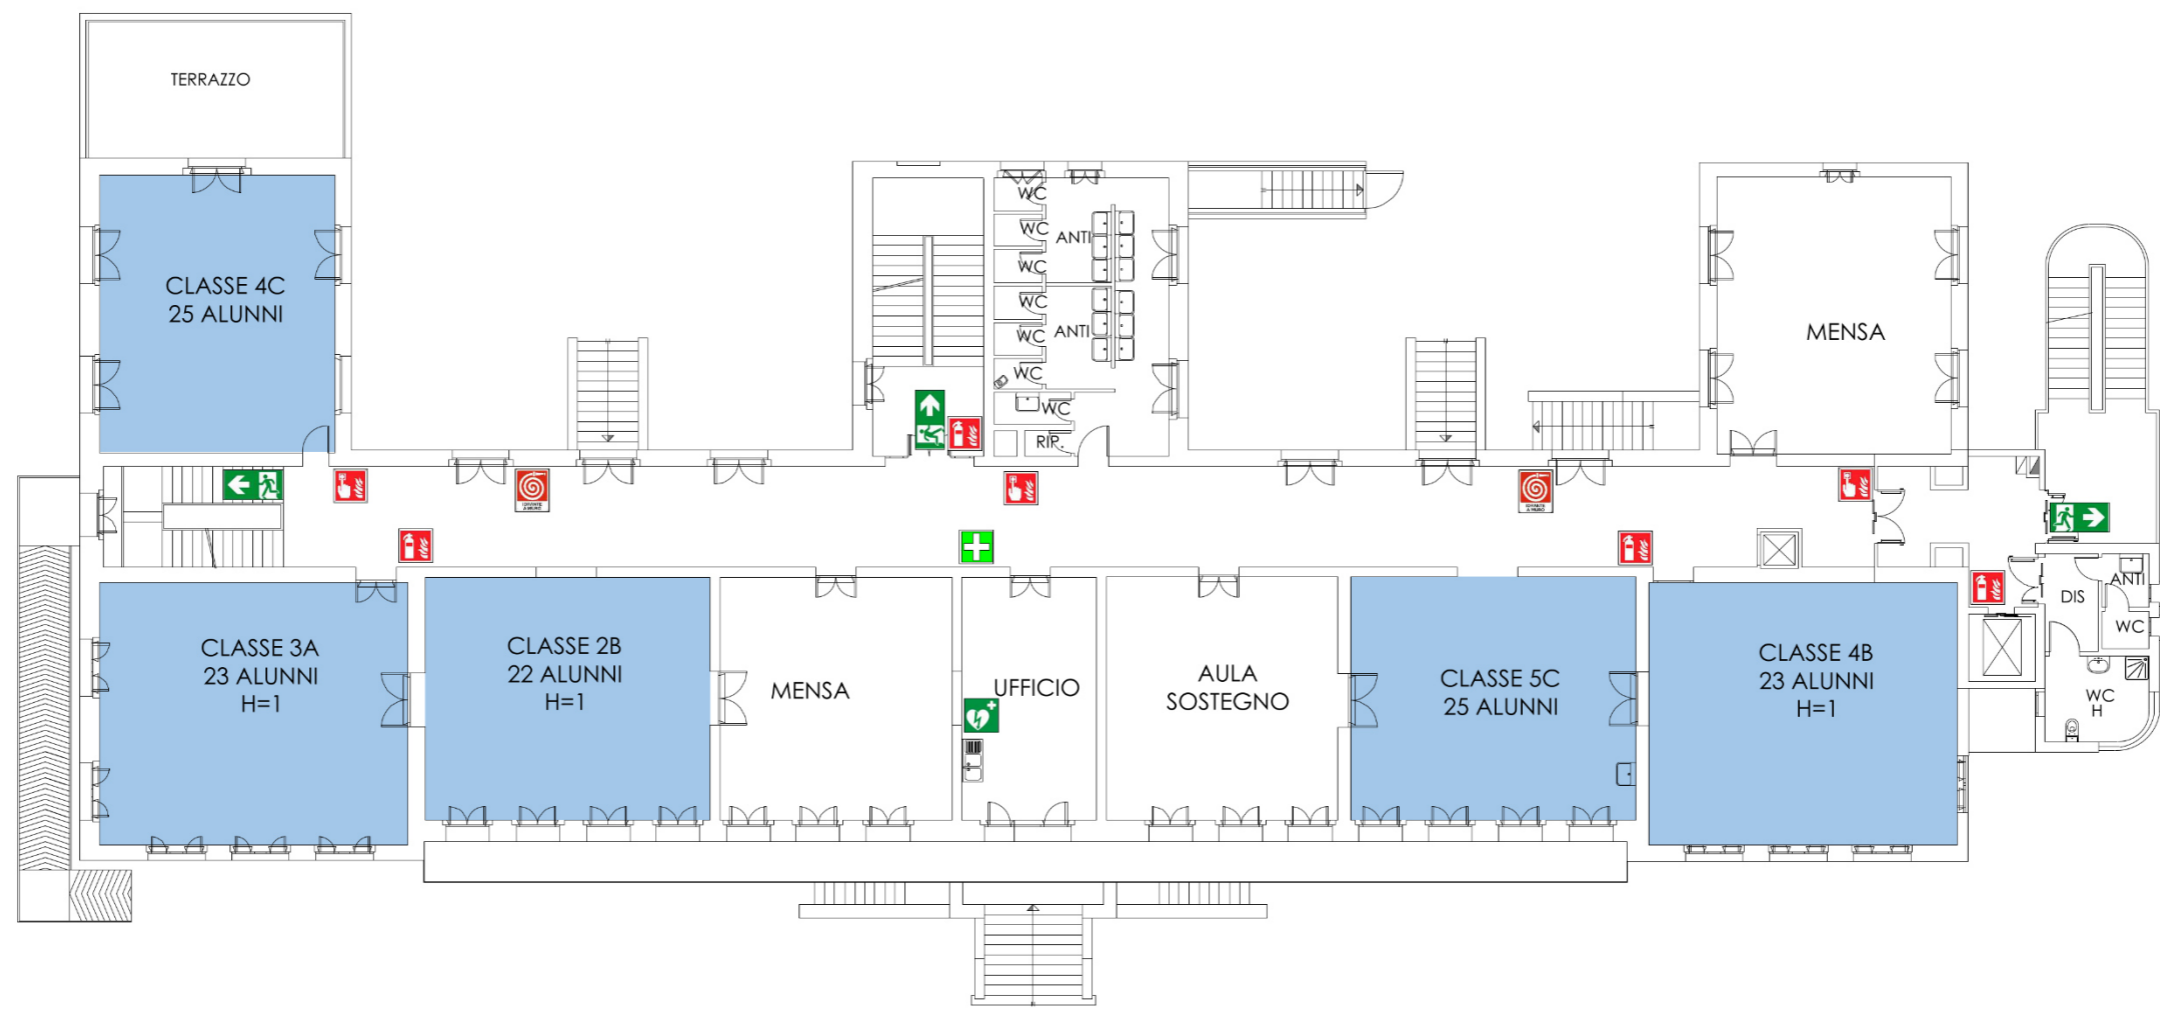 TERRAZZO
CLASSE 4C
25 ALUNNI
WC
WC
ANTI
WC
WC
ANTI
WC
WC
WC
RIP.
MENSA
CLASSE 3A
23 ALUNNI
H=1
CLASSE 2B
22 ALUNNI
H=1
MENSA
UFFICIO
AULA
SOSTEGNO
CLASSE 5C
25 ALUNNI
CLASSE 4B
23 ALUNNI
H=1
DIS
ANTI
WC
WC
H